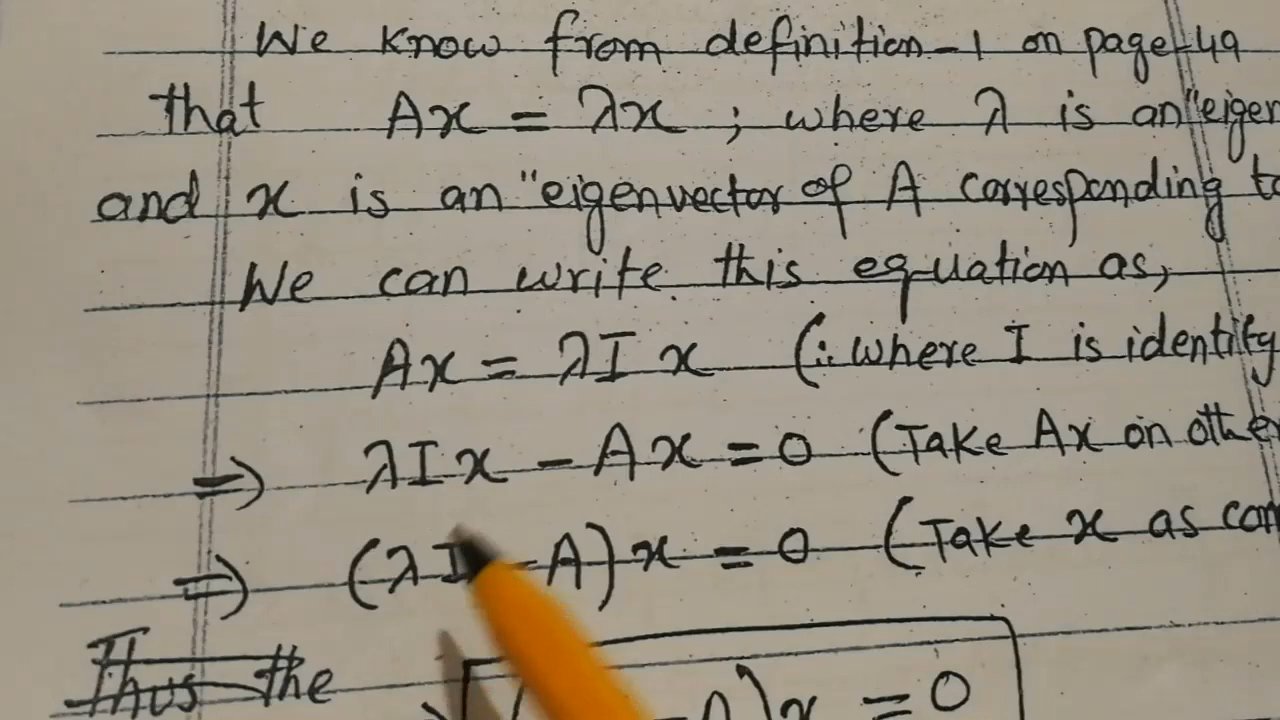 We know from definition-1 on page-49
that Ax = λx ; where λ is an "eigen
and x is an "eigenvector of A corresponding to
We can write this equation as,
Ax = λI x (∵ where I is identity
⇒ λIx - Ax = 0 (Take Ax on other
⇒ (λI - A)x = 0 (Take x as com
Thus the
)x = 0